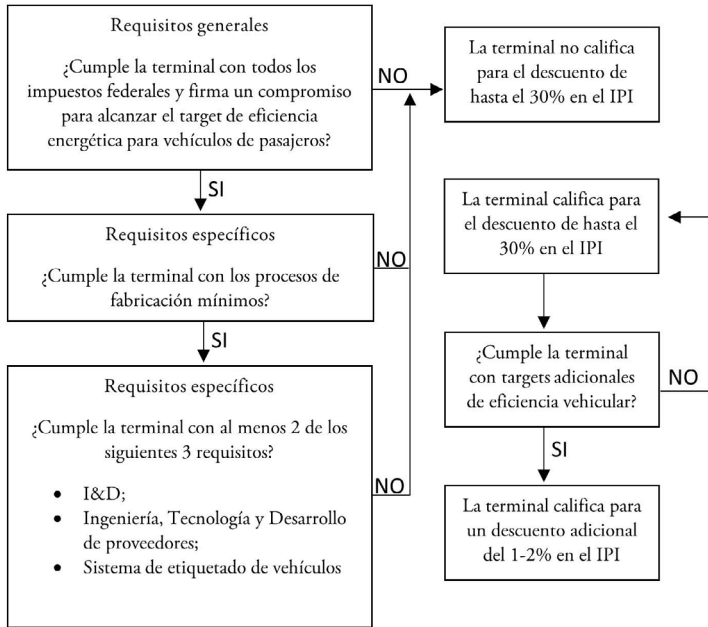 Requisitos generales
¿Cumple la terminal con todos los
impuestos federales y firma un compromiso
para alcanzar el target de eficiencia
energética para vehículos de pasajeros?
NO
La terminal no califica
para el descuento de
hasta el 30% en el IPI
SI
Requisitos específicos
¿Cumple la terminal con los procesos de
fabricación mínimos?
NO
SI
Requisitos específicos
¿Cumple la terminal con al menos 2 de los
siguientes 3 requisitos?
• I&D;
• Ingeniería, Tecnología y Desarrollo
de proveedores;
• Sistema de etiquetado de vehículos
NO
La terminal califica para
el descuento de hasta el
30% en el IPI
¿Cumple la terminal
con targets adicionales
de eficiencia vehicular?
NO
SI
La terminal califica para
un descuento adicional
del 1-2% en el IPI